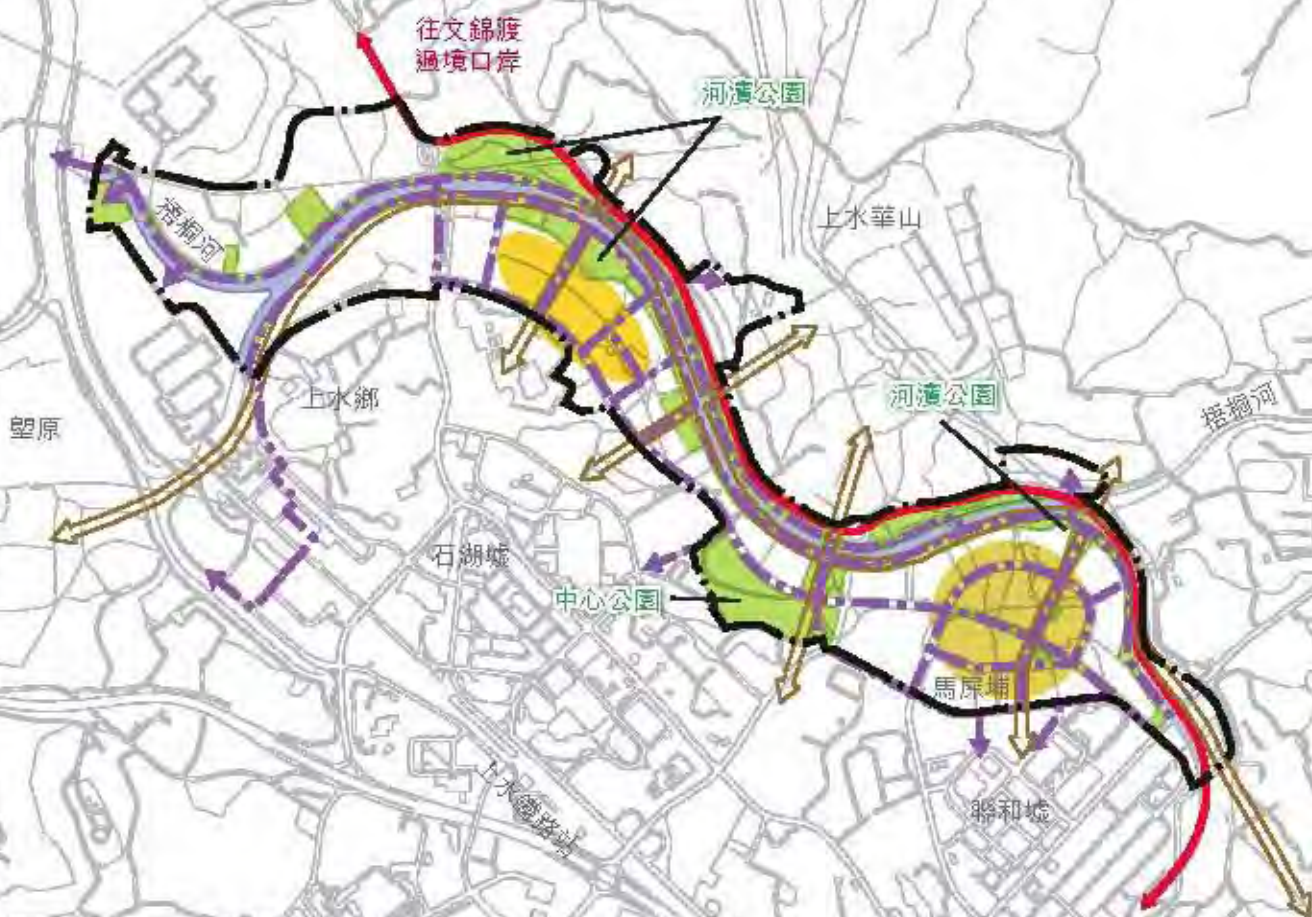 往文錦渡
過境口岸
河濱公園
梧桐河
上水華山
上水鄉
河濱公園
梧桐河
塱原
石湖墟
中心公園
馬屎埔
上水鐵路站
聯和墟